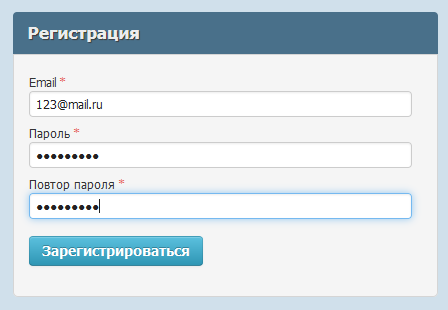 Регистрация
Email *
123@mail.ru
Пароль *
●●●●●●●●●
Повтор пароля *
●●●●●●●●●
Зарегистрироваться